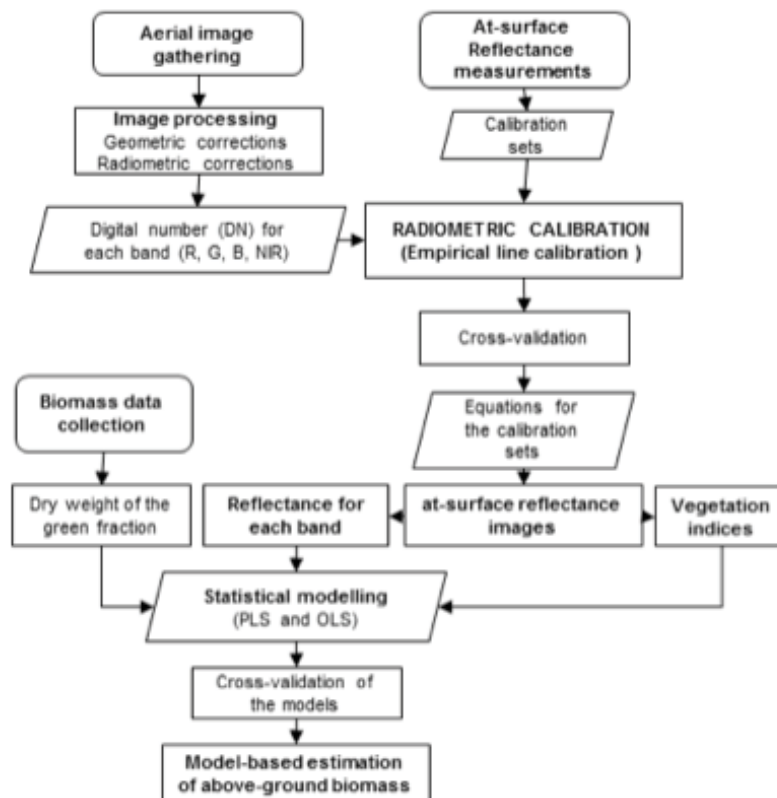 Aerial image
gathering
At-surface
Reflectance
measurements
Image processing
Geometric corrections
Radiometric corrections
Calibration
sets
Digital number (DN) for
each band (R, G, B, NIR)
RADIOMETRIC CALIBRATION
(Empirical line calibration )
Cross-validation
Biomass data
collection
Equations for
the calibration
sets
Dry weight of the
green fraction
Reflectance for
each band
at-surface reflectance
images
Vegetation
indices
Statistical modelling
(PLS and OLS)
Cross-validation of
the models
Model-based estimation
of above-ground biomass